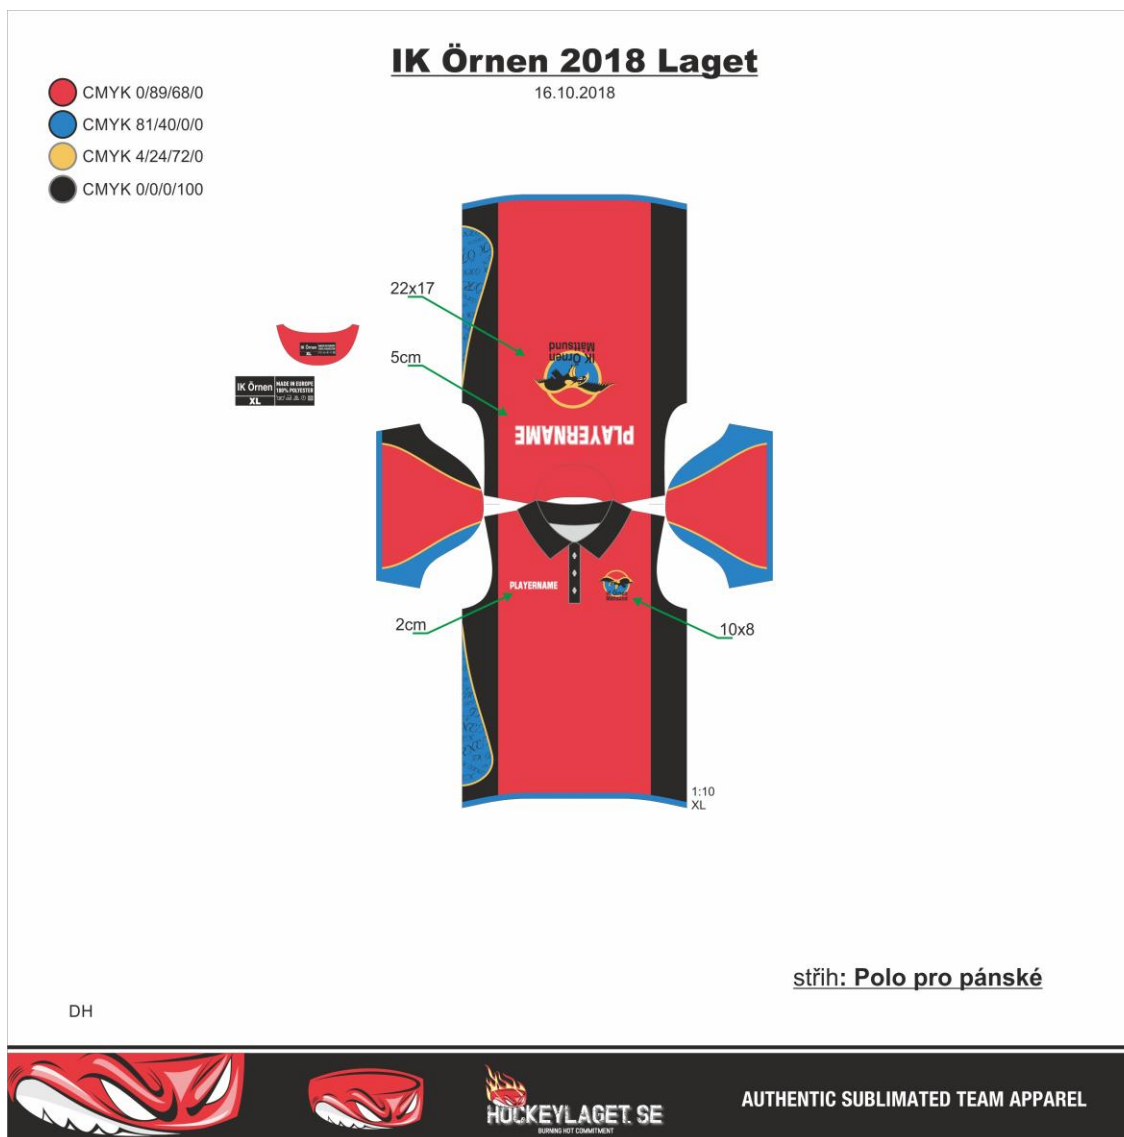 IK Örnen 2018 Laget
16.10.2018
CMYK 0/89/68/0
CMYK 81/40/0/0
CMYK 4/24/72/0
CMYK 0/0/0/100
22x17
5cm
IK Örnen
Mattsund
PLAYERNAME
IK Örnen
XL
IK Örnen
MADE IN EUROPE
100% POLYESTER
XL
PLAYERNAME
2cm
10x8
1:10
XL
střih: Polo pro pánské
DH
HOCKEYLAGET.SE
BURNING HOT COMMITMENT
AUTHENTIC SUBLIMATED TEAM APPAREL